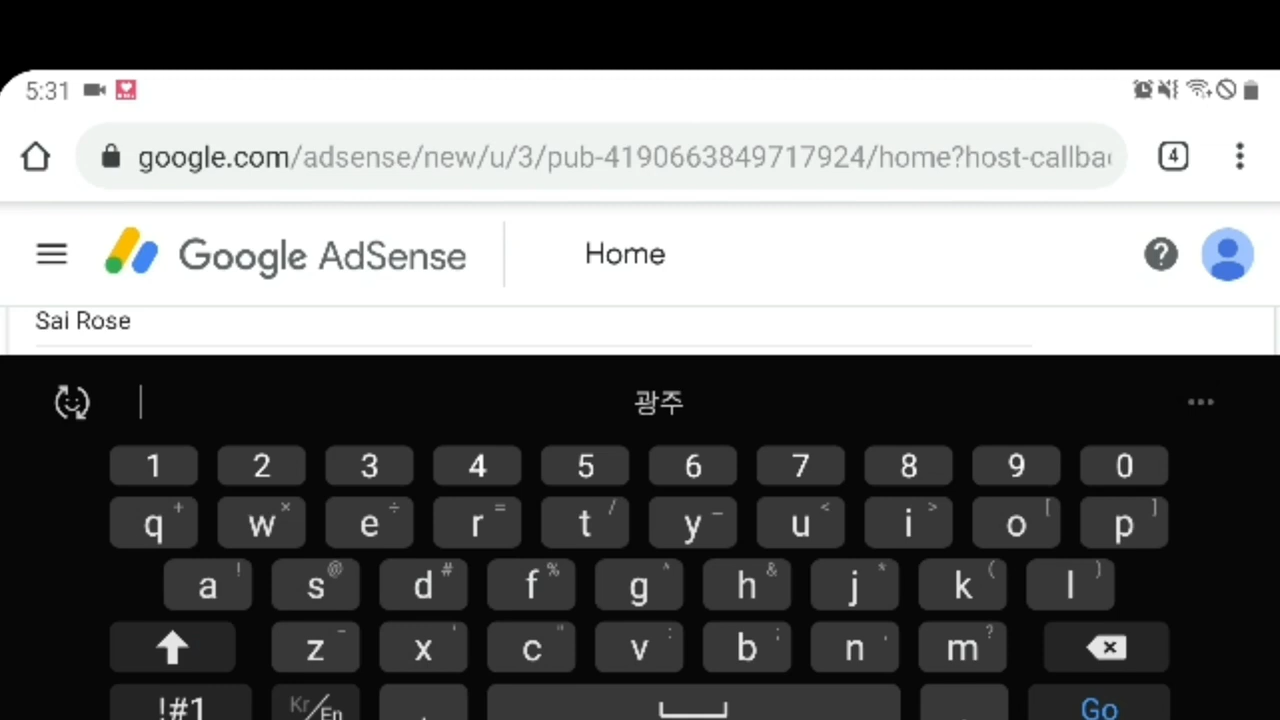 5:31
google.com/adsense/new/u/3/pub-4190663849717924/home?host-callba
4
Google AdSense
Home
?
Sai Rose
광주
1 2 3 4 5 6 7 8 9 0
q + w × e ÷ r = t / y _ u < i > o [ p ]
a ! s @ d # f % g ^ h & j * k ( l )
z - x ' c " v : b ; n , m ?
!#1 Kr/En , . Go